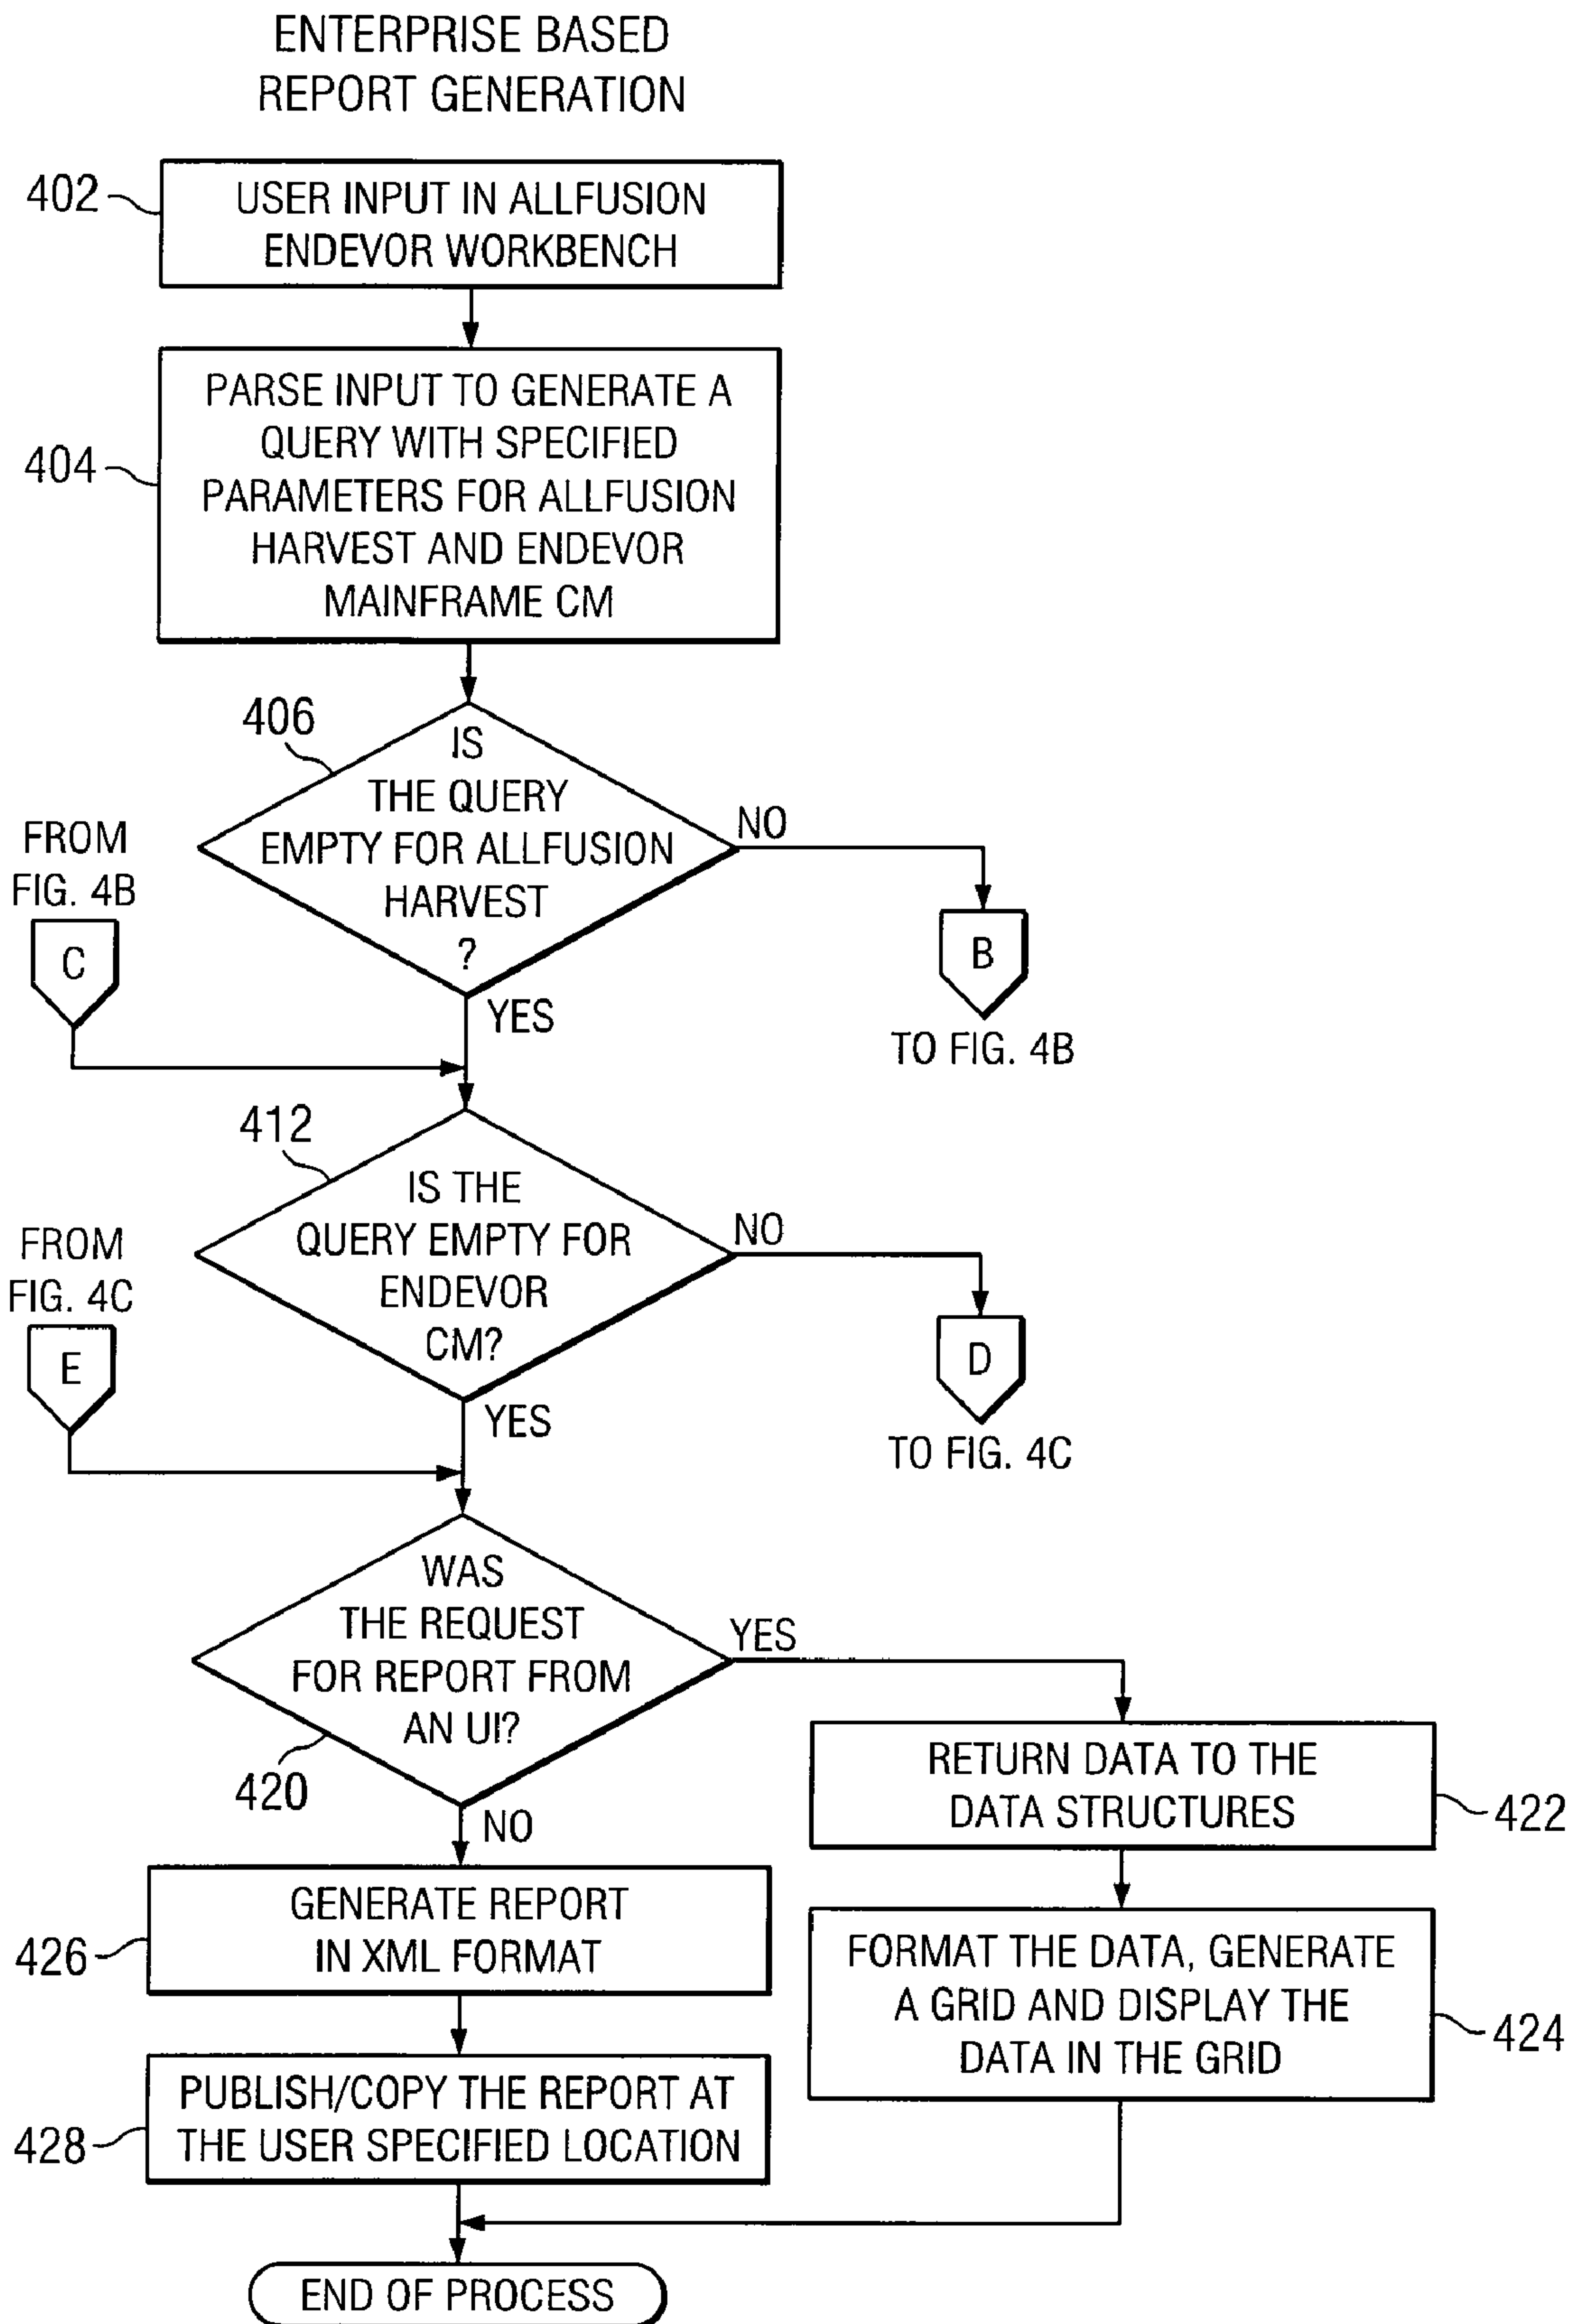 ENTERPRISE BASED
REPORT GENERATION
402
USER INPUT IN ALLFUSION
ENDEVOR WORKBENCH
404
PARSE INPUT TO GENERATE A
QUERY WITH SPECIFIED
PARAMETERS FOR ALLFUSION
HARVEST AND ENDEVOR
MAINFRAME CM
406
IS
THE QUERY
EMPTY FOR ALLFUSION
HARVEST
?
NO
YES
FROM
FIG. 4B
C
B
TO FIG. 4B
412
IS THE
QUERY EMPTY FOR
ENDEVOR
CM?
NO
YES
FROM
FIG. 4C
E
D
TO FIG. 4C
WAS
THE REQUEST
FOR REPORT FROM
AN UI?
420
YES
NO
RETURN DATA TO THE
DATA STRUCTURES
422
GENERATE REPORT
IN XML FORMAT
426
FORMAT THE DATA, GENERATE
A GRID AND DISPLAY THE
DATA IN THE GRID
424
PUBLISH/COPY THE REPORT AT
THE USER SPECIFIED LOCATION
428
END OF PROCESS